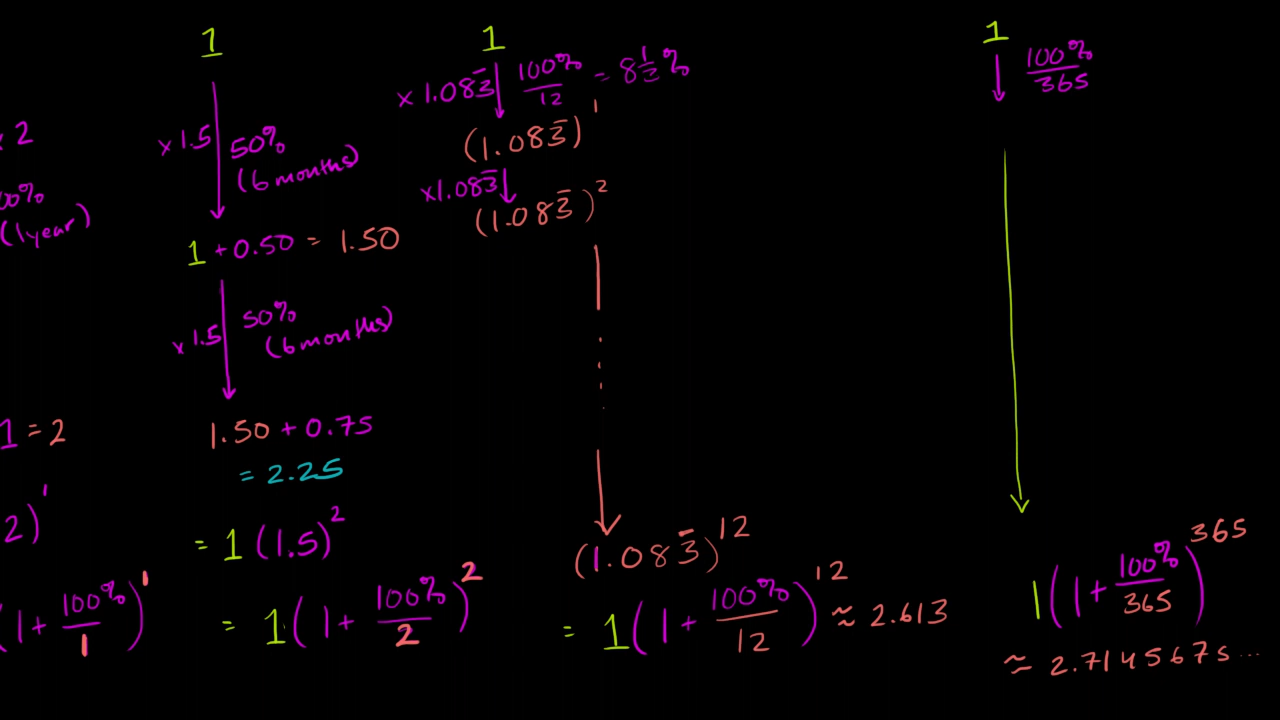 x 2
00%
(1year)
1 = 2
2)^1
(1 + 100%/1)^1
1
x 1.5
50%
(6 months)
1 + 0.50 = 1.50
x 1.5
50%
(6 months)
1.50 + 0.75
= 2.25
= 1 (1.5)^2
= 1 (1 + 100%/2)^2
1
x 1.083̅ 100%/12 = 8 1/3 %
(1.083̅)^1
x1.083̅
(1.083̅)^2
(1.083̅)^12
= 1 (1 + 100%/12)^12 ≈ 2.613
1
100%/365
1 (1 + 100%/365)^365
≈ 2.7145675...